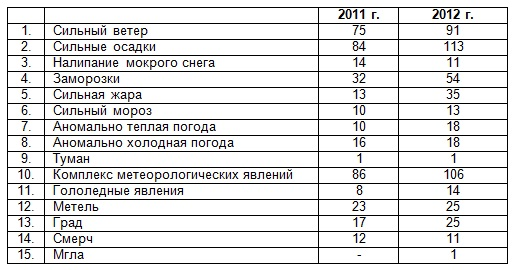 2011 г. 2012 г.
1. Сильный ветер 75 91
2. Сильные осадки 84 113
3. Налипание мокрого снега 14 11
4. Заморозки 32 54
5. Сильная жара 13 35
6. Сильный мороз 10 13
7. Аномально теплая погода 10 18
8. Аномально холодная погода 16 18
9. Туман 1 1
10. Комплекс метеорологических явлений 86 106
11. Гололедные явления 8 14
12. Метель 23 25
13. Град 17 25
14. Смерч 12 11
15. Мгла - 1